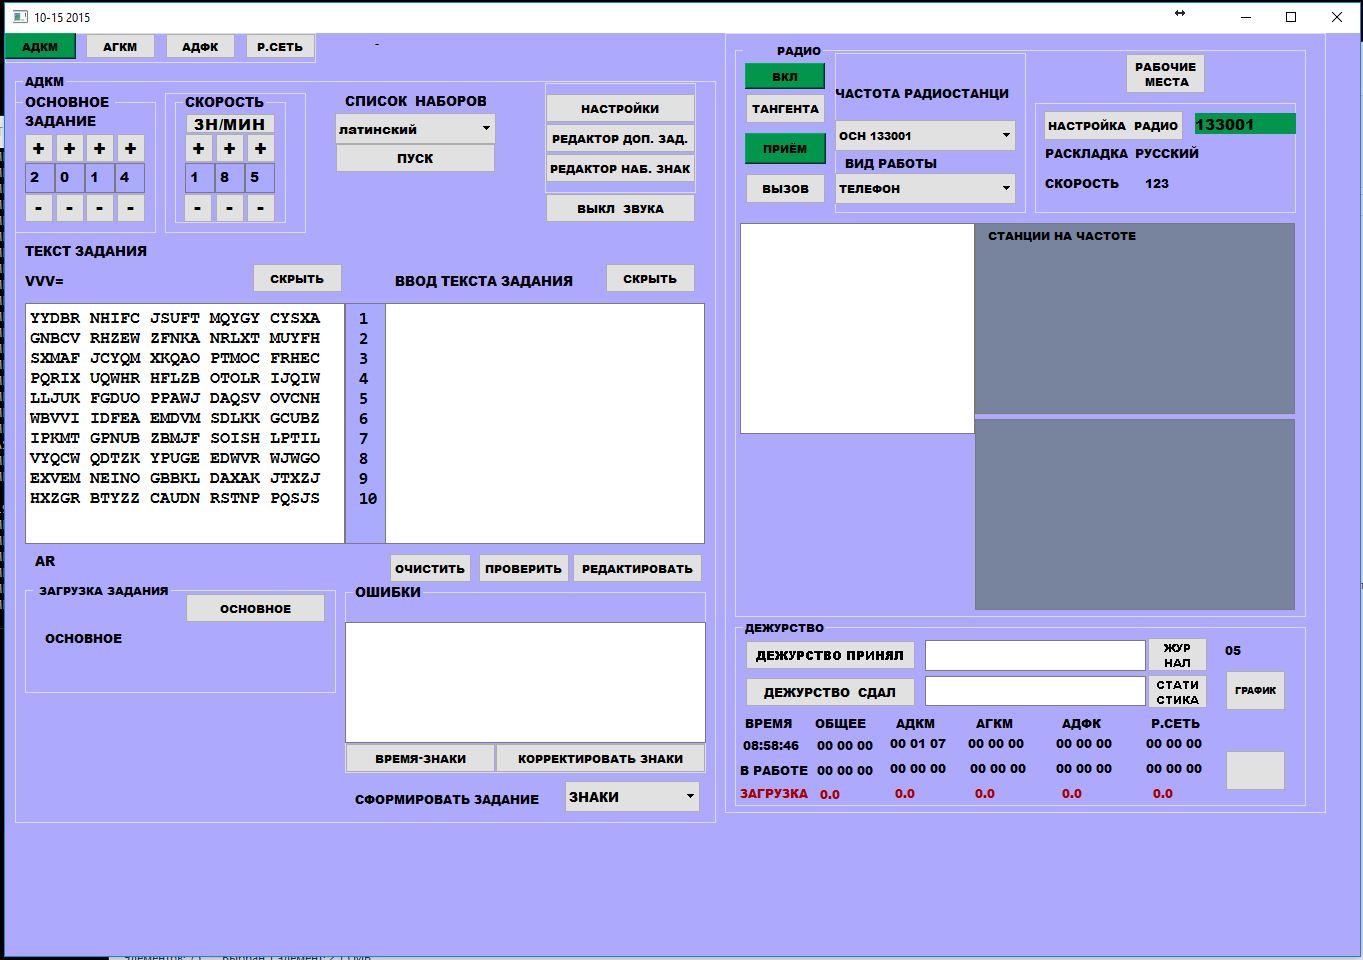 10-15 2015
АДКМ АГКМ АДФК Р.СЕТЬ -
АДКМ
ОСНОВНОЕ
ЗАДАНИЕ
+ + + +
2 0 1 4
- - - -
СКОРОСТЬ
ЗН/МИН
+ + +
1 8 5
- - -
СПИСОК НАБОРОВ
латинский
ПУСК
НАСТРОЙКИ
РЕДАКТОР ДОП. ЗАД.
РЕДАКТОР НАБ. ЗНАК
ВЫКЛ ЗВУКА
ТЕКСТ ЗАДАНИЯ
VVV=
СКРЫТЬ
ВВОД ТЕКСТА ЗАДАНИЯ
СКРЫТЬ
YYDBR NHIFC JSUFT MQYGY CYSXA 1
GNBCV RHZEW ZFNKA NRLXT MUYFH 2
SXMAF JCYQM XKQAO PTMOC FRHEC 3
PQRIX UQWHR HFLZB OTOLR IJQIW 4
LLJUK FGDUO PPAWJ DAQSV OVCNH 5
WBVVI IDFEA EMDVM SDLKK GCUBZ 6
IPKMT GPNUB ZBMJF SOISH LPTIL 7
VYQCW QDTZK YPUGE EDWVR WJWGO 8
EXVEM NEINO GBBKL DAXAK JTXZJ 9
HXZGR BTYZZ CAUDN RSTNP PQSJS 10
AR
ОЧИСТИТЬ ПРОВЕРИТЬ РЕДАКТИРОВАТЬ
ЗАГРУЗКА ЗАДАНИЯ
ОСНОВНОЕ
ОСНОВНОЕ
ОШИБКИ
ВРЕМЯ-ЗНАКИ КОРРЕКТИРОВАТЬ ЗНАКИ
СФОРМИРОВАТЬ ЗАДАНИЕ ЗНАКИ
РАДИО
ВКЛ
ТАНГЕНТА
ПРИЁМ
ВЫЗОВ
ЧАСТОТА РАДИОСТАНЦИ
ОСН 133001
ВИД РАБОТЫ
ТЕЛЕФОН
РАБОЧИЕ
МЕСТА
НАСТРОЙКА РАДИО 133001
РАСКЛАДКА РУССКИЙ
СКОРОСТЬ 123
СТАНЦИИ НА ЧАСТОТЕ
ДЕЖУРСТВО
ДЕЖУРСТВО ПРИНЯЛ
ЖУР
НАЛ
05
ДЕЖУРСТВО СДАЛ
СТАТИ
СТИКА
ГРАФИК
ВРЕМЯ ОБЩЕЕ АДКМ АГКМ АДФК Р.СЕТЬ
08:58:46 00 00 00 00 01 07 00 00 00 00 00 00 00 00 00
В РАБОТЕ 00 00 00 00 00 00 00 00 00 00 00 00 00 00 00
ЗАГРУЗКА 0.0 0.0 0.0 0.0 0.0